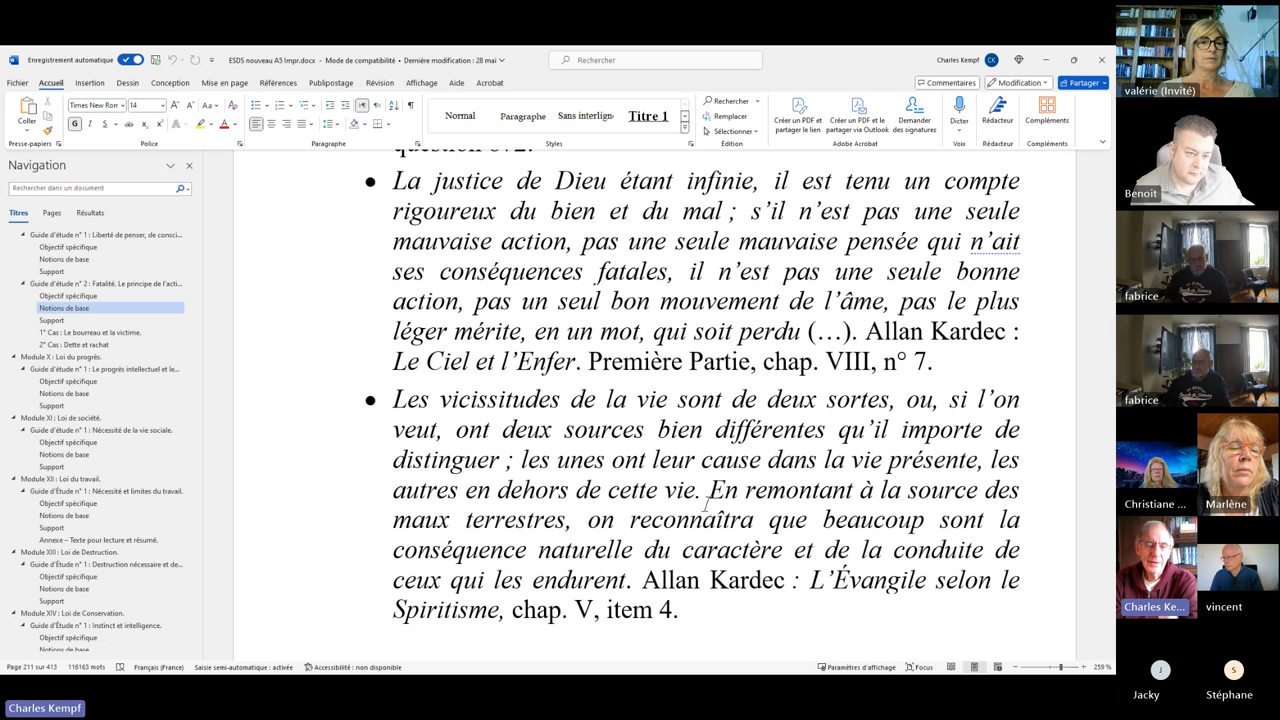 Enregistrement automatique
ESDS nouveau A5 Impr.docx • Mode de compatibilité • Dernière modification : 28 mai
Rechercher
Charles Kempf
CK
Fichier Accueil Insertion Dessin Conception Mise en page Références Publipostage Révision Affichage Aide Acrobat
Commentaires Modification Partager
Coller
Presse-papiers
Times New Rom 14
Police
Paragraphe
Normal Paragraphe Sans interligne Titre 1
Styles
Rechercher
Remplacer
Sélectionner
Édition
Créer un PDF et partager le lien
Créer un PDF et partager via Outlook
Demander des signatures
Adobe Acrobat
Dicter
Voix
Rédacteur
Rédacteur
Compléments
Compléments
Navigation
Rechercher dans un document
Titres Pages Résultats
Guide d'étude n° 1 : Liberté de penser, de consci...
Objectif spécifique
Notions de base
Support
Guide d'étude n° 2 : Fatalité. Le principe de l'acti...
Objectif spécifique
Notions de base
Support
1° Cas : Le bourreau et la victime.
2° Cas : Dette et rachat
Module X : Loi du progrès.
Guide d'étude n° 1 : Le progrès intellectuel et le...
Objectif spécifique
Notions de base
Support
Module XI : Loi de société.
Guide d'étude n° 1 : Nécessité de la vie sociale.
Objectif spécifique
Notions de base
Support
Module XII : Loi du travail.
Guide d'Étude n° 1 : Nécessité et limites du travail.
Objectif spécifique
Notions de base
Annexe – Texte pour lecture et résumé.
Module XIII : Loi de Destruction.
Guide d'étude n° 1 : Destruction nécessaire et de...
Objectif spécifique
Notions de base
Support
Module XIV : Loi de Conservation.
Guide d'étude n° 1 : Instinct et intelligence.
Objectif spécifique
Notions de base
• La justice de Dieu étant infinie, il est tenu un compte
rigoureux du bien et du mal ; s'il n'est pas une seule
mauvaise action, pas une seule mauvaise pensée qui n'ait
ses conséquences fatales, il n'est pas une seule bonne
action, pas un seul bon mouvement de l'âme, pas le plus
léger mérite, en un mot, qui soit perdu (…). Allan Kardec :
Le Ciel et l'Enfer. Première Partie, chap. VIII, n° 7.
• Les vicissitudes de la vie sont de deux sortes, ou, si l'on
veut, ont deux sources bien différentes qu'il importe de
distinguer ; les unes ont leur cause dans la vie présente, les
autres en dehors de cette vie. En remontant à la source des
maux terrestres, on reconnaîtra que beaucoup sont la
conséquence naturelle du caractère et de la conduite de
ceux qui les endurent. Allan Kardec : L'Évangile selon le
Spiritisme, chap. V, item 4.
Page 211 sur 413 116163 mots Français (France) Saisie semi-automatique : activée Accessibilité : non disponible
Paramètres d'affichage Focus 259 %
Charles Kempf
valérie (Invité)
Benoit
fabrice
fabrice
Christiane ...
Marlène
Charles Ke...
vincent
J
Jacky
S
Stéphane